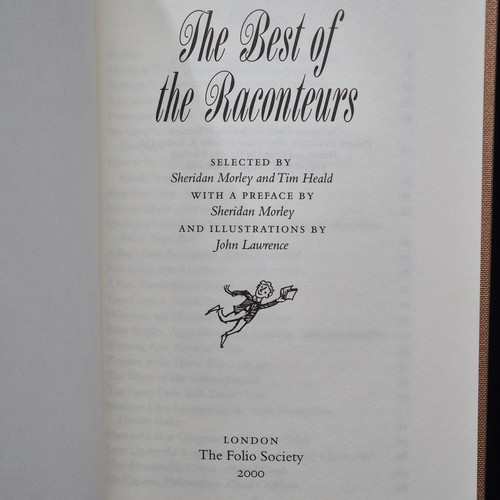 The Best of
the Raconteurs
SELECTED BY
Sheridan Morley and Tim Heald
WITH A PREFACE BY
Sheridan Morley
AND ILLUSTRATIONS BY
John Lawrence
LONDON
The Folio Society
2000